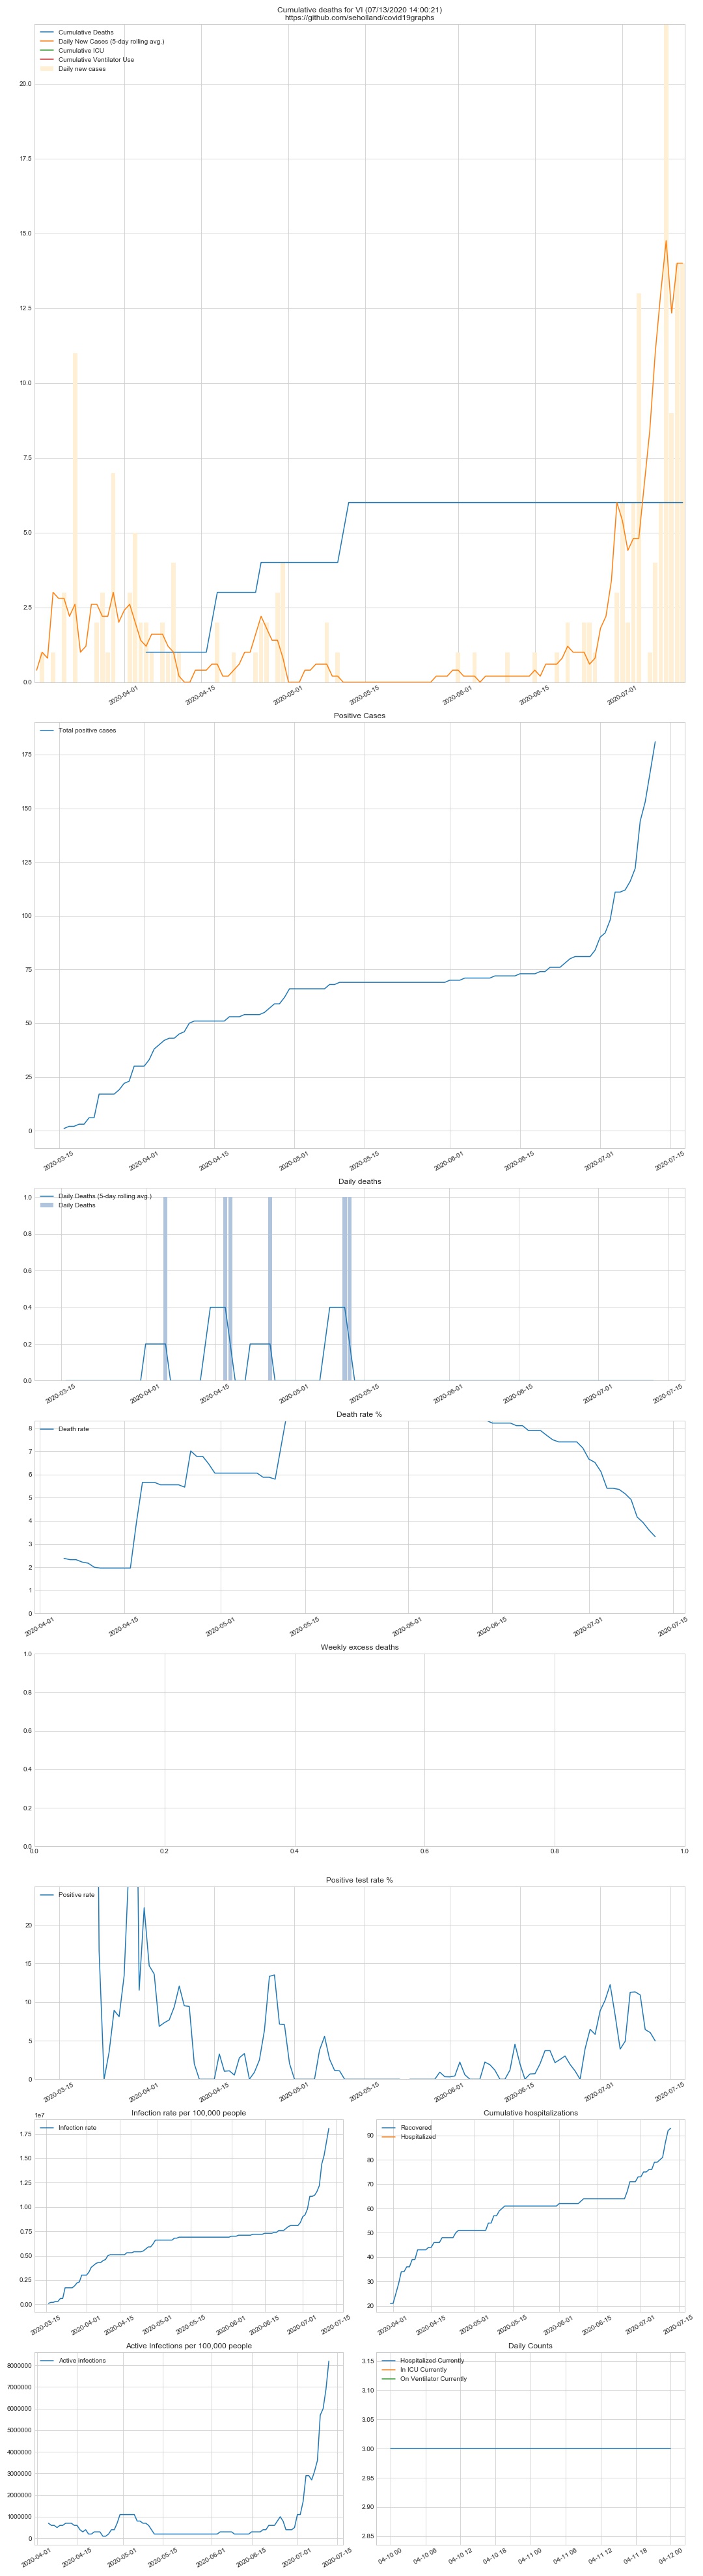 Cumulative deaths for VI (07/13/2020 14:00:21)
https://github.com/seholland/covid19graphs
Cumulative Deaths
Daily New Cases (5-day rolling avg.)
Cumulative ICU
Cumulative Ventilator Use
Daily new cases
20.0
17.5
15.0
12.5
10.0
7.5
5.0
2.5
0.0
2020-04-01 2020-04-15 2020-05-01 2020-05-15 2020-06-01 2020-06-15 2020-07-01
Positive Cases
Total positive cases
175
150
125
100
75
50
25
0
2020-03-15 2020-04-01 2020-04-15 2020-05-01 2020-05-15 2020-06-01 2020-06-15 2020-07-01 2020-07-15
Daily deaths
Daily Deaths (5-day rolling avg.)
Daily Deaths
1.0
0.8
0.6
0.4
0.2
0.0
2020-03-15 2020-04-01 2020-04-15 2020-05-01 2020-05-15 2020-06-01 2020-06-15 2020-07-01 2020-07-15
Death rate %
Death rate
8
7
6
5
4
3
2
1
0
2020-04-01 2020-04-15 2020-05-01 2020-05-15 2020-06-01 2020-06-15 2020-07-01 2020-07-15
Weekly excess deaths
1.0
0.8
0.6
0.4
0.2
0.0
0.0 0.2 0.4 0.6 0.8 1.0
Positive test rate %
Positive rate
20
15
10
5
0
2020-03-15 2020-04-01 2020-04-15 2020-05-01 2020-05-15 2020-06-01 2020-06-15 2020-07-01 2020-07-15
Infection rate per 100,000 people
1e7
Infection rate
1.75
1.50
1.25
1.00
0.75
0.50
0.25
0.00
2020-03-15 2020-04-01 2020-04-15 2020-05-01 2020-05-15 2020-06-01 2020-06-15 2020-07-01 2020-07-15
Cumulative hospitalizations
Recovered
Hospitalized
90
80
70
60
50
40
30
20
2020-04-01 2020-04-15 2020-05-01 2020-05-15 2020-06-01 2020-06-15 2020-07-01 2020-07-15
Active Infections per 100,000 people
Active infections
8000000
7000000
6000000
5000000
4000000
3000000
2000000
1000000
0
2020-04-01 2020-04-15 2020-05-01 2020-05-15 2020-06-01 2020-06-15 2020-07-01 2020-07-15
Daily Counts
Hospitalized Currently
In ICU Currently
On Ventilator Currently
3.15
3.10
3.05
3.00
2.95
2.90
2.85
04-10 00 04-10 06 04-10 12 04-10 18 04-11 00 04-11 06 04-11 12 04-11 18 04-12 00